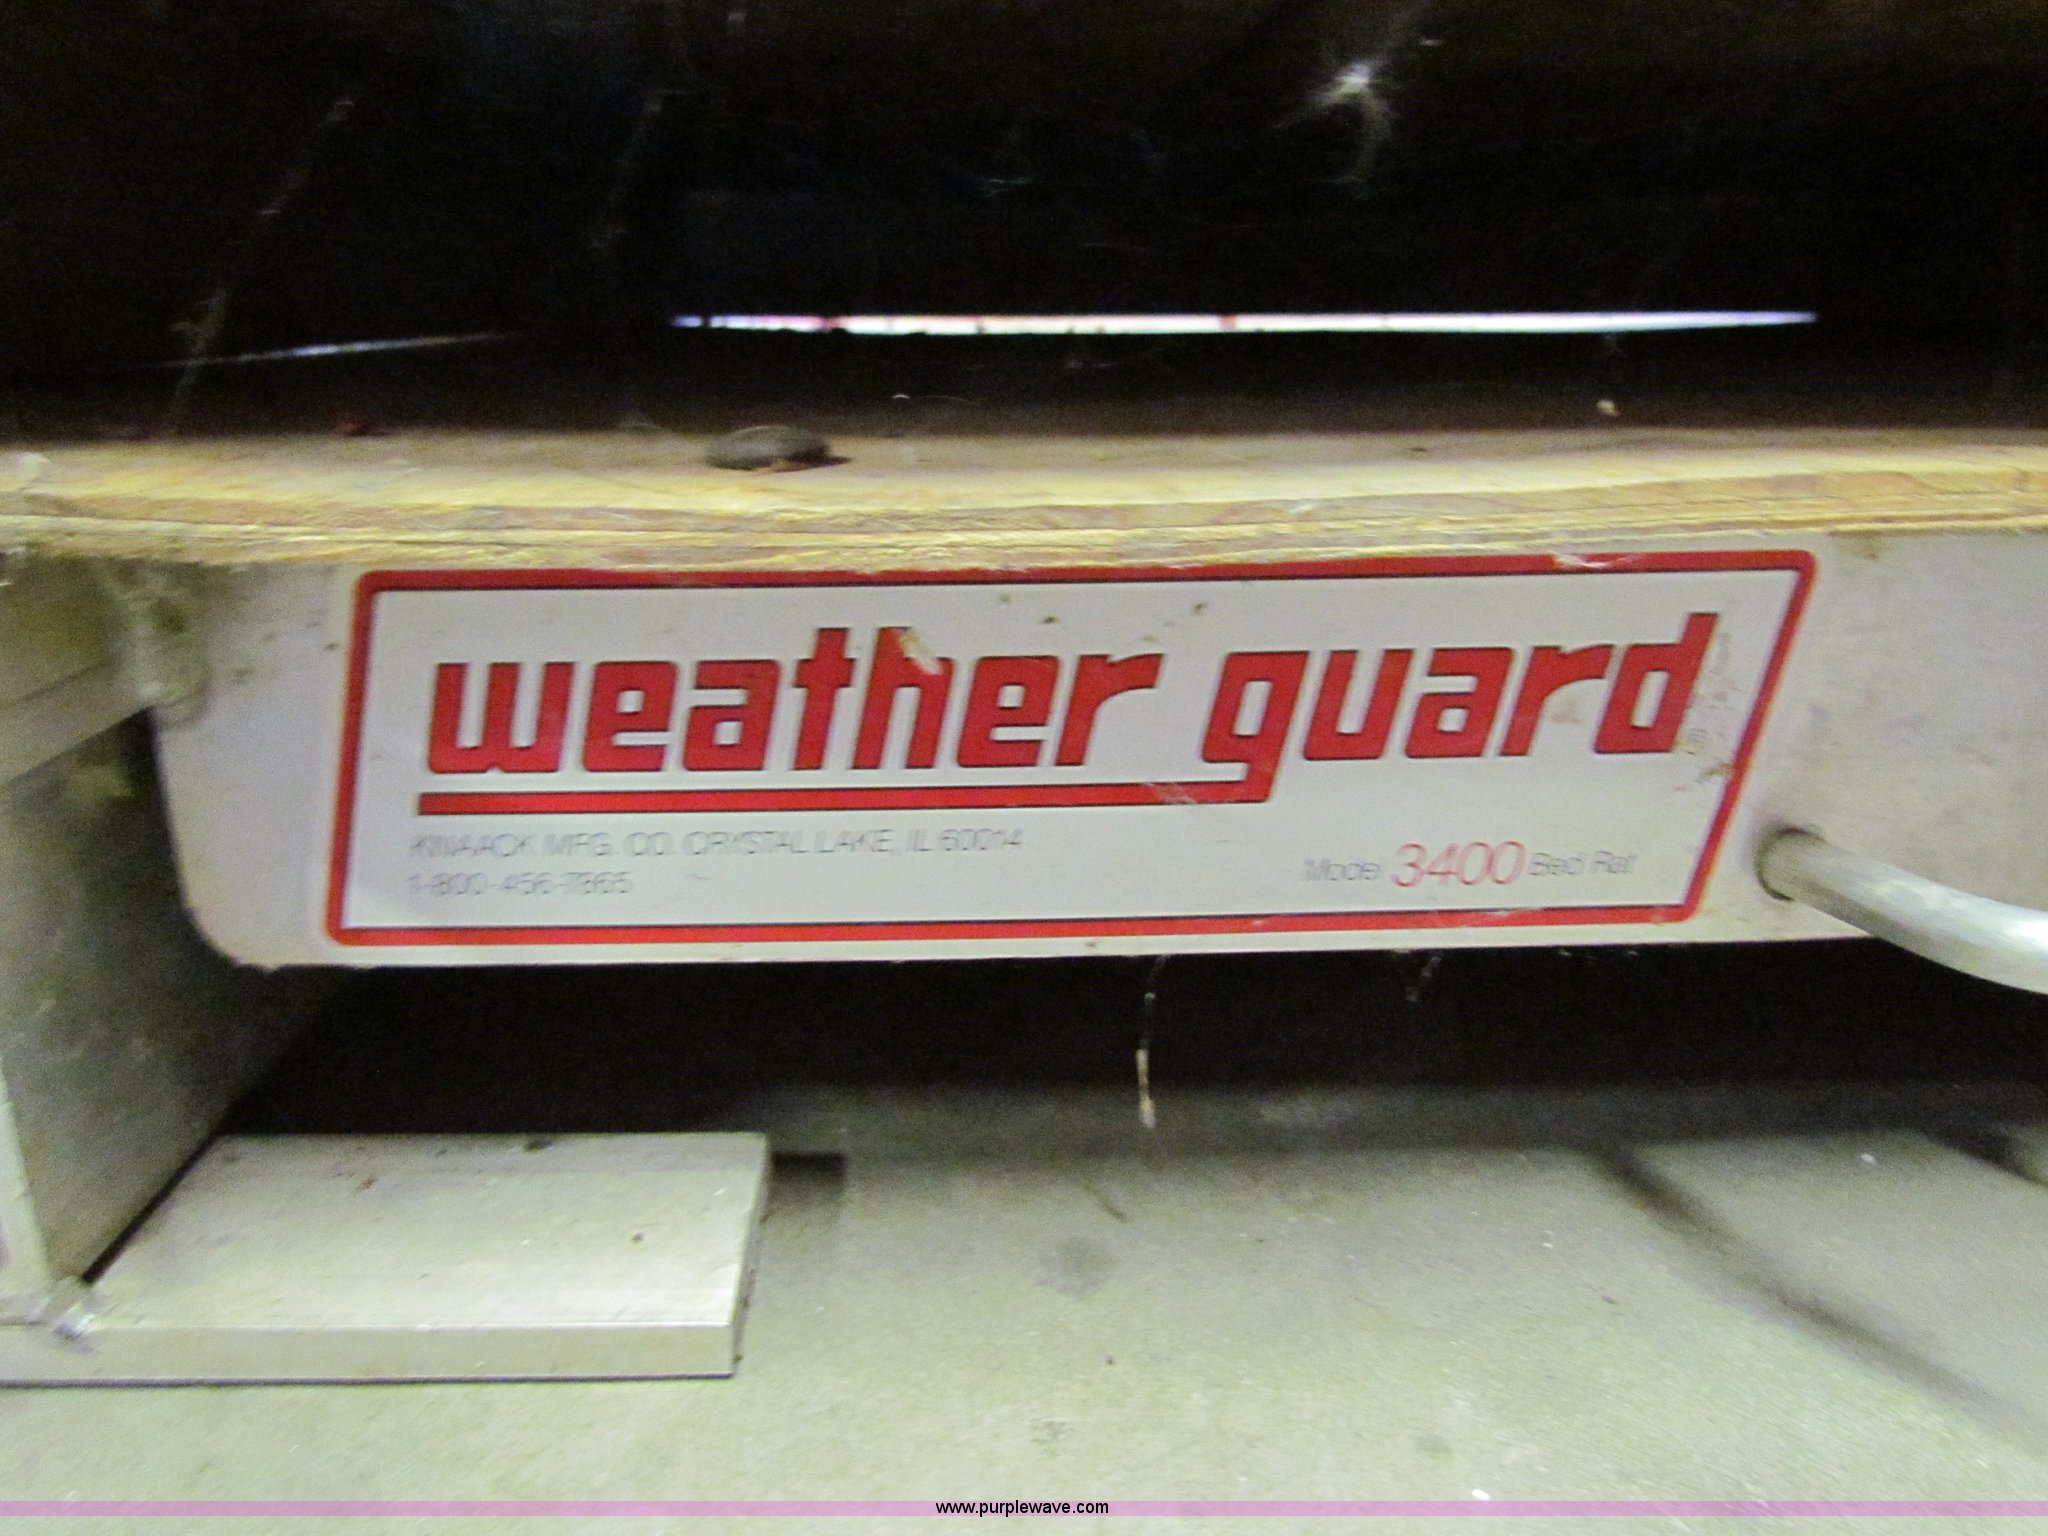 weather guard®
KNAACK MFG. CO. CRYSTAL LAKE, IL 60014
1-800-456-7865
Model 3400 Bed Rat
www.purplewave.com